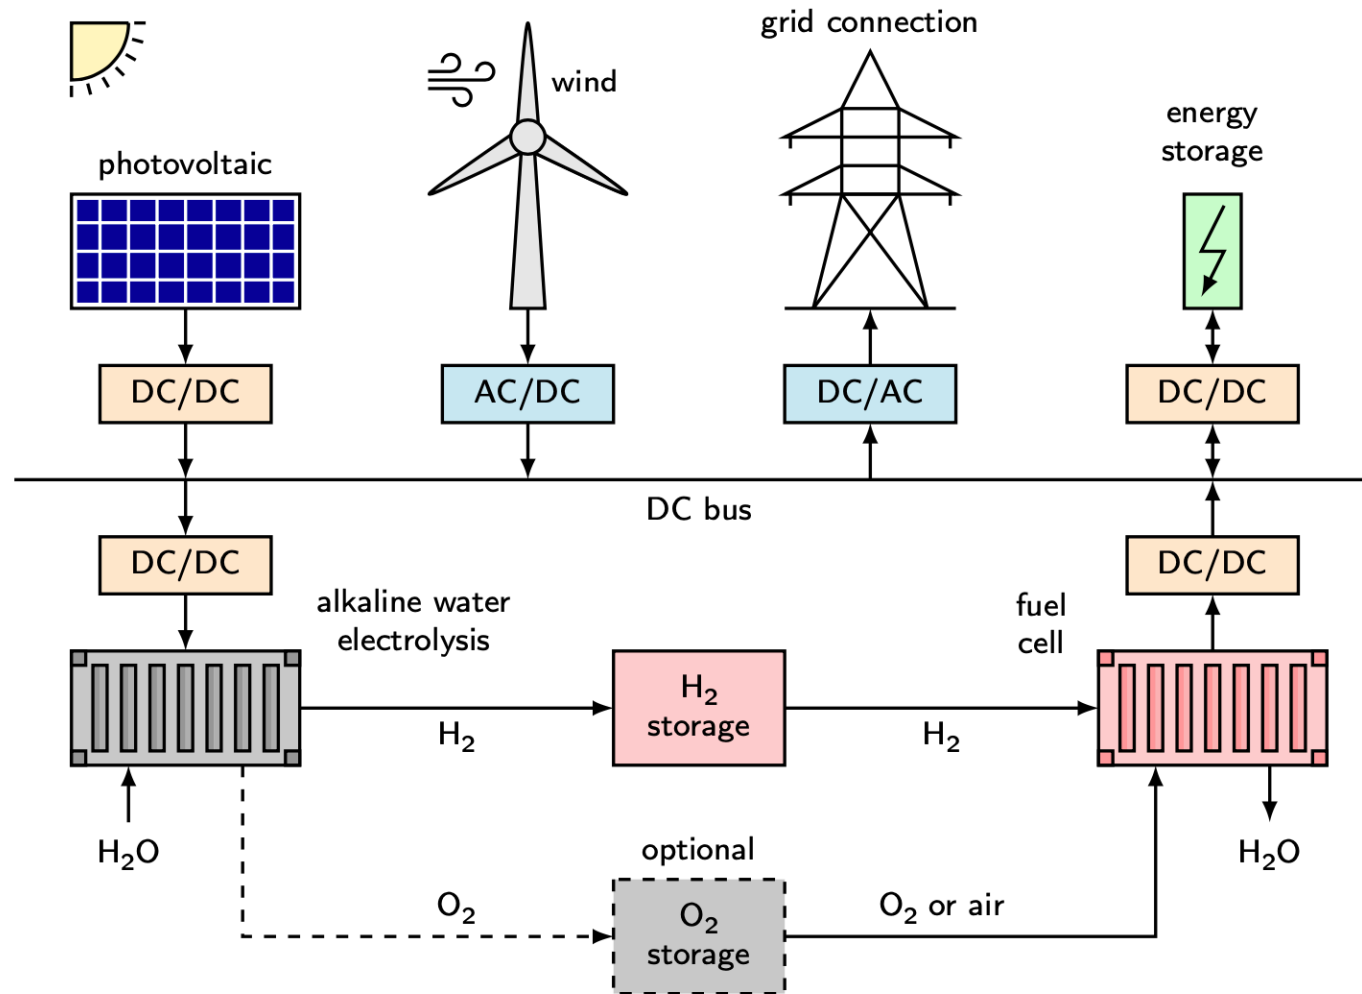 grid connection
wind
energy
storage
photovoltaic
DC/DC
AC/DC
DC/AC
DC/DC
DC bus
DC/DC
DC/DC
alkaline water
electrolysis
fuel
cell
H₂
storage
H₂
H₂
H₂O
H₂O
optional
O₂
O₂
storage
O₂ or air